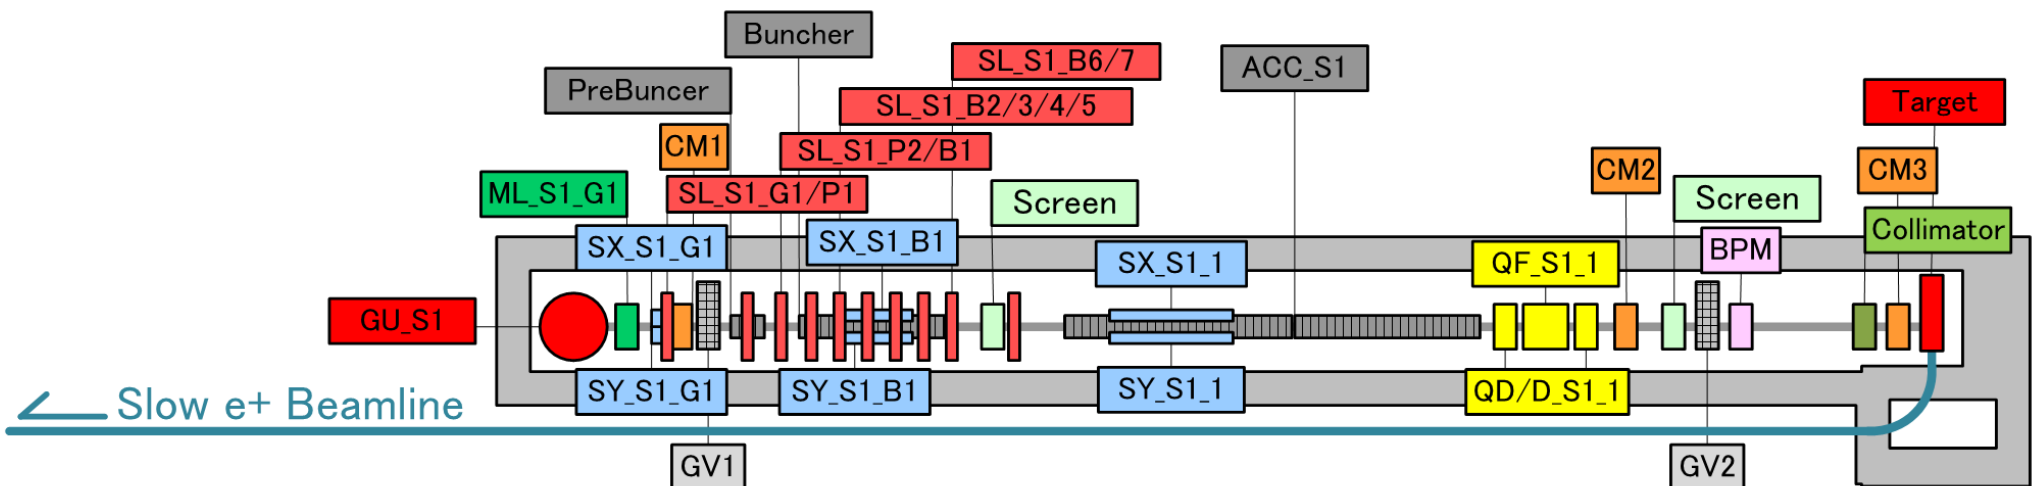 Buncher
SL_S1_B6/7
ACC_S1
PreBuncer
SL_S1_B2/3/4/5
Target
CM1
SL_S1_P2/B1
CM2
CM3
ML_S1_G1
SL_S1_G1/P1
Screen
Screen
Collimator
SX_S1_G1
SX_S1_B1
SX_S1_1
QF_S1_1
BPM
GU_S1
SY_S1_G1
SY_S1_B1
SY_S1_1
QD/D_S1_1
Slow e+ Beamline
GV1
GV2